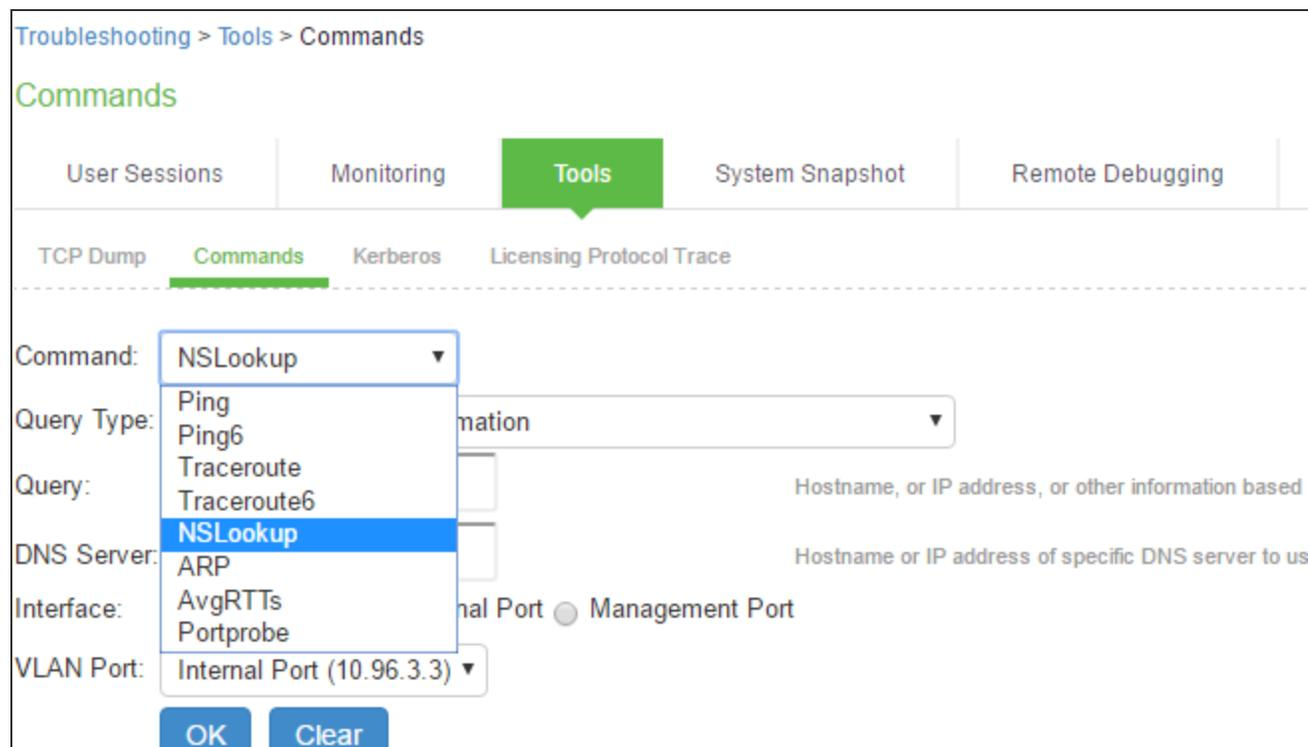 Troubleshooting > Tools > Commands
Commands
User Sessions Monitoring Tools System Snapshot Remote Debugging
TCP Dump Commands Kerberos Licensing Protocol Trace
Command: NSLookup
Ping
Query Type: mation
Ping6
Traceroute
Query: Hostname, or IP address, or other information based
Traceroute6
NSLookup
DNS Server: Hostname or IP address of specific DNS server to us
ARP
AvgRTTs
Interface: nal Port Management Port
Portprobe
VLAN Port: Internal Port (10.96.3.3)
OK Clear